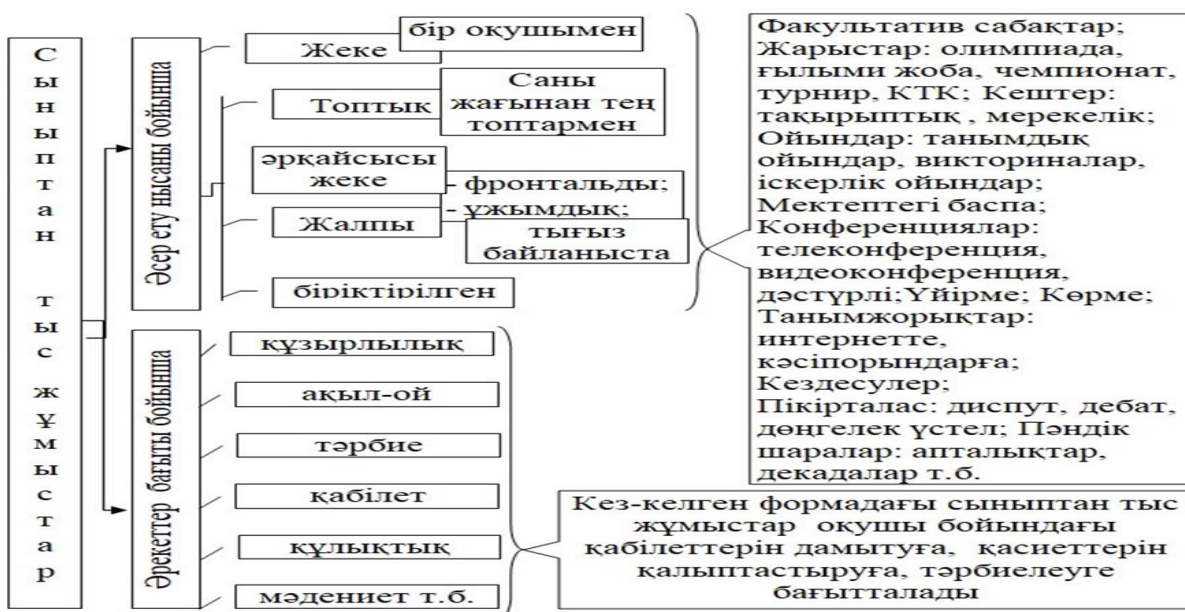 Сыныптан тыс жұмыстар
Әсер ету нысаны бойынша
Жеке
бір оқушымен
Топтық
Саны
жағынан тең
топтармен
әрқайсысы
жеке
- фронтальды;
- ұжымдық;
Жалпы
тығыз
байланыста
біріктірілген
Факультатив сабақтар;
Жарыстар: олимпиада,
ғылыми жоба, чемпионат,
турнир, КТК; Кештер:
тақырыптық , мерекелік;
Ойындар: танымдық
ойындар, викториналар,
іскерлік ойындар;
Мектептегі баспа;
Конференциялар:
телеконференция,
видеоконференция,
дәстүрлі;Үйірме; Көрме;
Танымжорықтар:
интернетте,
кәсіпорындарға;
Кездесулер;
Пікірталас: диспут, дебат,
дөңгелек үстел; Пәндік
шаралар: апталықтар,
декадалар т.б.
Әрекеттер бағыты бойынша
құзырлылық
ақыл-ой
тәрбие
қабілет
құлықтық
мәдениет т.б.
Кез-келген формадағы сыныптан тыс
жұмыстар оқушы бойындағы
қабілеттерін дамытуға, қасиеттерін
қалыптастыруға, тәрбиелеуге
бағытталады